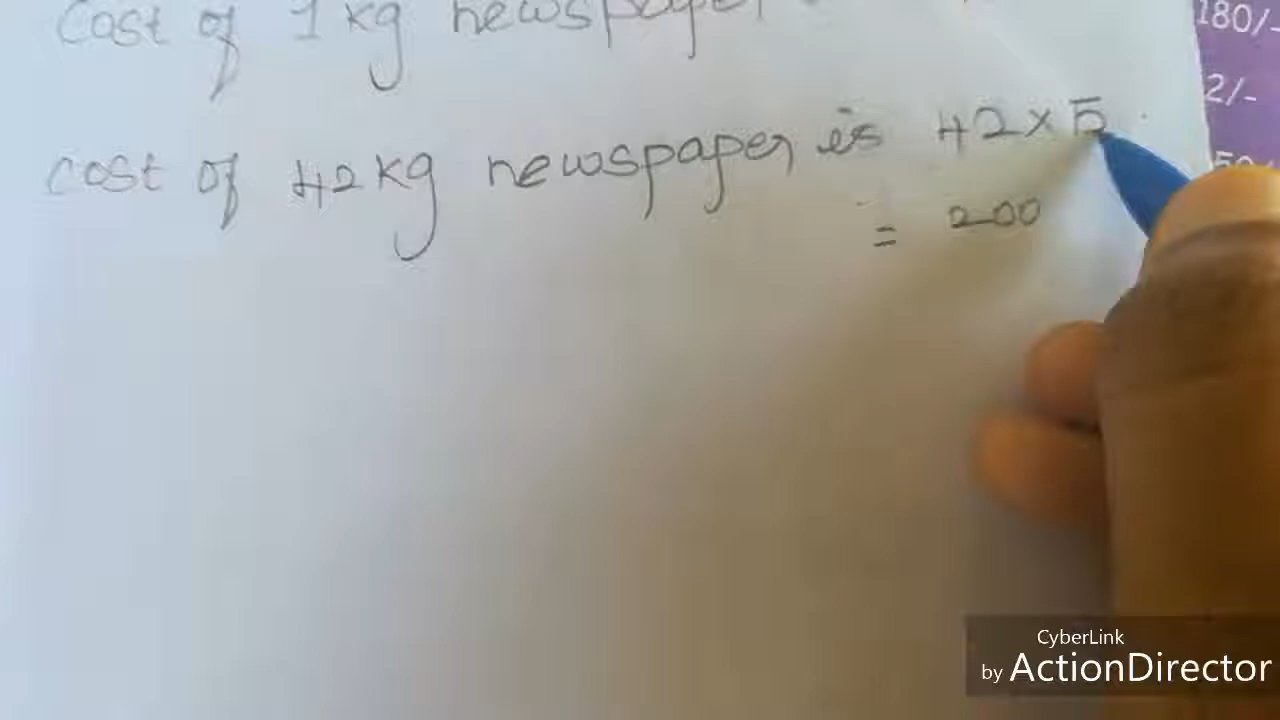 Cost of 1 kg newspaper
180/-
2/-
cost of 42 kg newspaper is 42 × 5
50/-
= 200
CyberLink
by ActionDirector